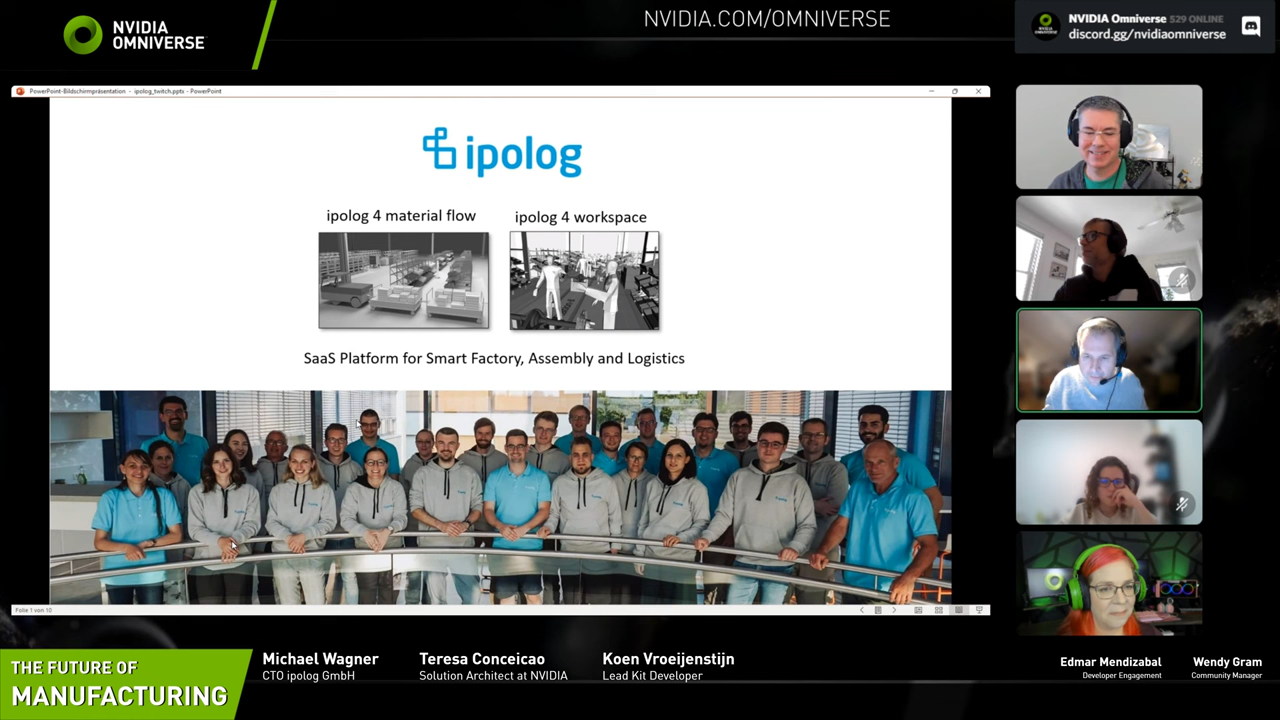 NVIDIA
OMNIVERSE
NVIDIA.COM/OMNIVERSE
NVIDIA Omniverse 529 ONLINE
discord.gg/nvidiaomniverse
PowerPoint-Bildschirmpräsentation - ipolog_twitch.pptx - PowerPoint
ipolog
ipolog 4 material flow
ipolog 4 workspace
SaaS Platform for Smart Factory, Assembly and Logistics
Folie 1 von 10
THE FUTURE OF
MANUFACTURING
Michael Wagner
CTO ipolog GmbH
Teresa Conceicao
Solution Architect at NVIDIA
Koen Vroeijenstijn
Lead Kit Developer
Edmar Mendizabal
Developer Engagement
Wendy Gram
Community Manager